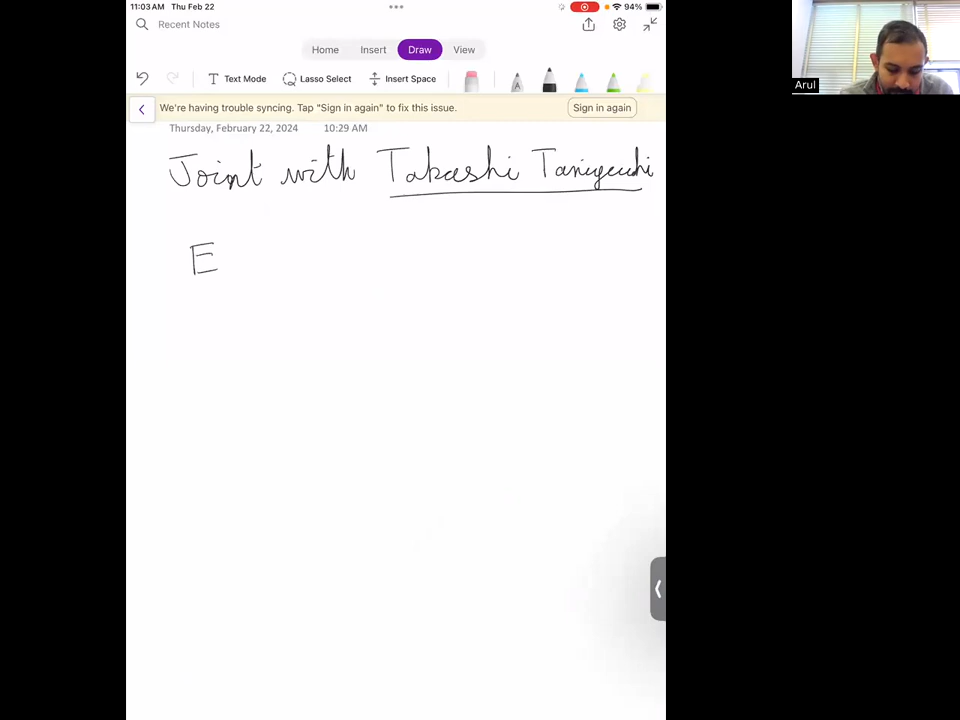 11:03 AM Thu Feb 22
94%
Recent Notes
Home Insert Draw View
Text Mode Lasso Select Insert Space
We're having trouble syncing. Tap "Sign in again" to fix this issue. Sign in again
Thursday, February 22, 2024 10:29 AM
Joint with Takashi Taniguchi
E
Arul